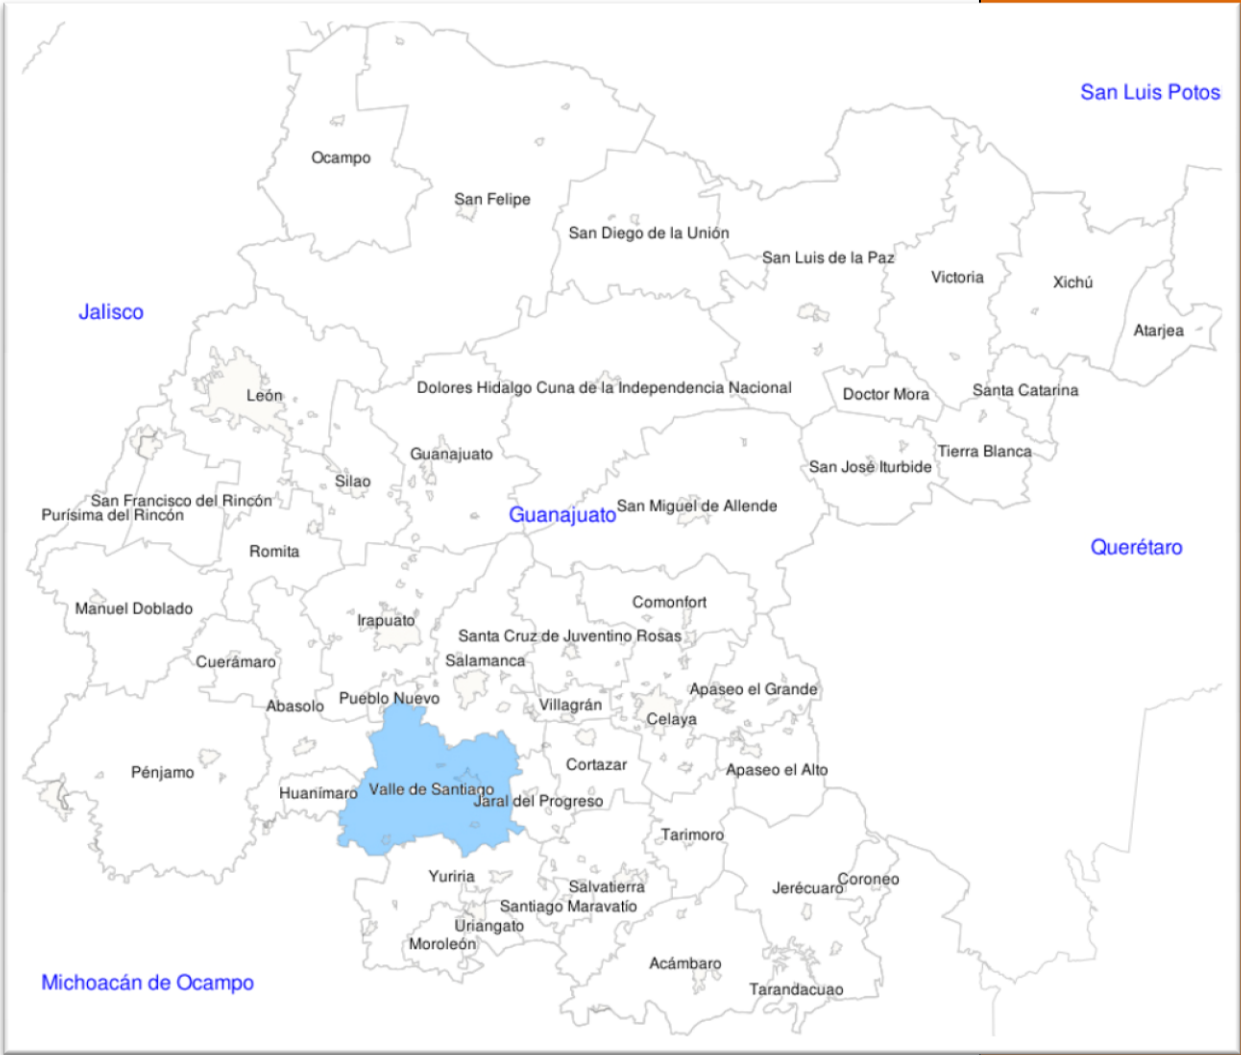 San Luis Potos
Ocampo
San Felipe
San Diego de la Unión
San Luis de la Paz
Victoria
Xichú
Jalisco
Atarjea
Dolores Hidalgo Cuna de la Independencia Nacional
León
Doctor Mora
Santa Catarina
Guanajuato
Tierra Blanca
San José Iturbide
Silao
San Francisco del Rincón
San Miguel de Allende
Purísima del Rincón
Guanajuato
Romita
Querétaro
Comonfort
Manuel Doblado
Irapuato
Santa Cruz de Juventino Rosas
Cuerámaro
Salamanca
Apaseo el Grande
Pueblo Nuevo
Abasolo
Villagrán
Celaya
Cortazar
Pénjamo
Apaseo el Alto
Huanímaro
Valle de Santiago
Jaral del Progreso
Tarimoro
Yuriria
Coroneo
Salvatierra
Jerécuaro
Santiago Maravatío
Uriangato
Moroleón
Acámbaro
Michoacán de Ocampo
Tarandacuao